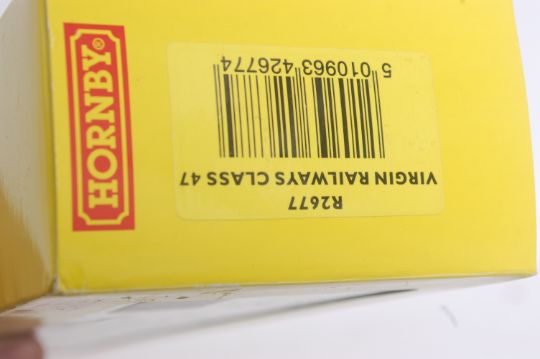 HORNBY®
R2677
VIRGIN RAILWAYS CLASS 47
5 010963 426774